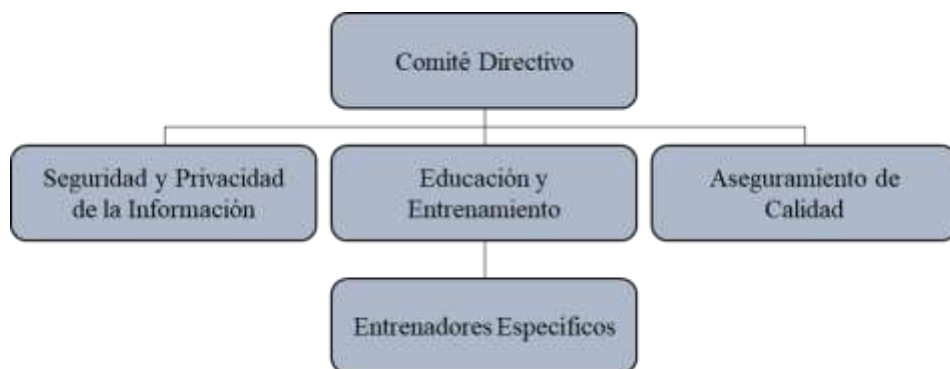 Comité Directivo
Seguridad y Privacidad
de la Información
Educación y
Entrenamiento
Aseguramiento de
Calidad
Entrenadores Específicos